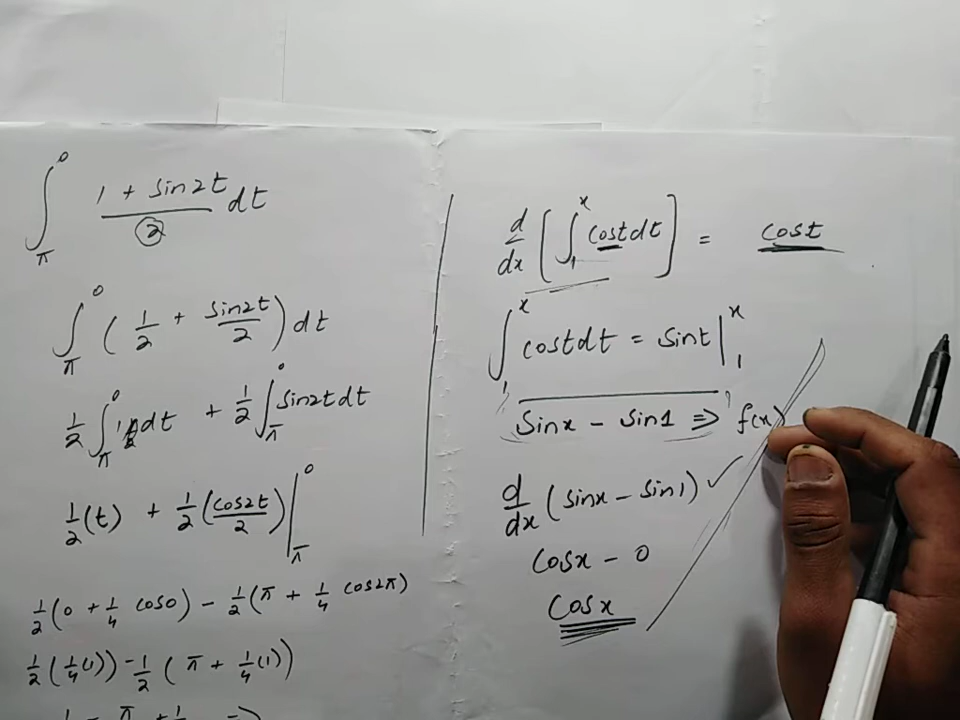 ∫_π^0 (1 + sin2t)/2 dt
∫_π^0 (1/2 + sin2t/2) dt
1/2 ∫_π^0 1 dt + 1/2 ∫_π^0 sin2t dt
1/2 (t) + 1/2 (cos2t/2) |_π^0
1/2 (0 + 1/4 cos0) - 1/2 (π + 1/4 cos2π)
1/2 (1/4 (1)) - 1/2 (π + 1/4 (1))
d/dx [∫_1^x cost dt] = cost
∫_1^x cost dt = sint |_1^x
sinx - sin1 ⇒ f(x)
d/dx (sinx - sin1) ✓
cosx - 0
cosx